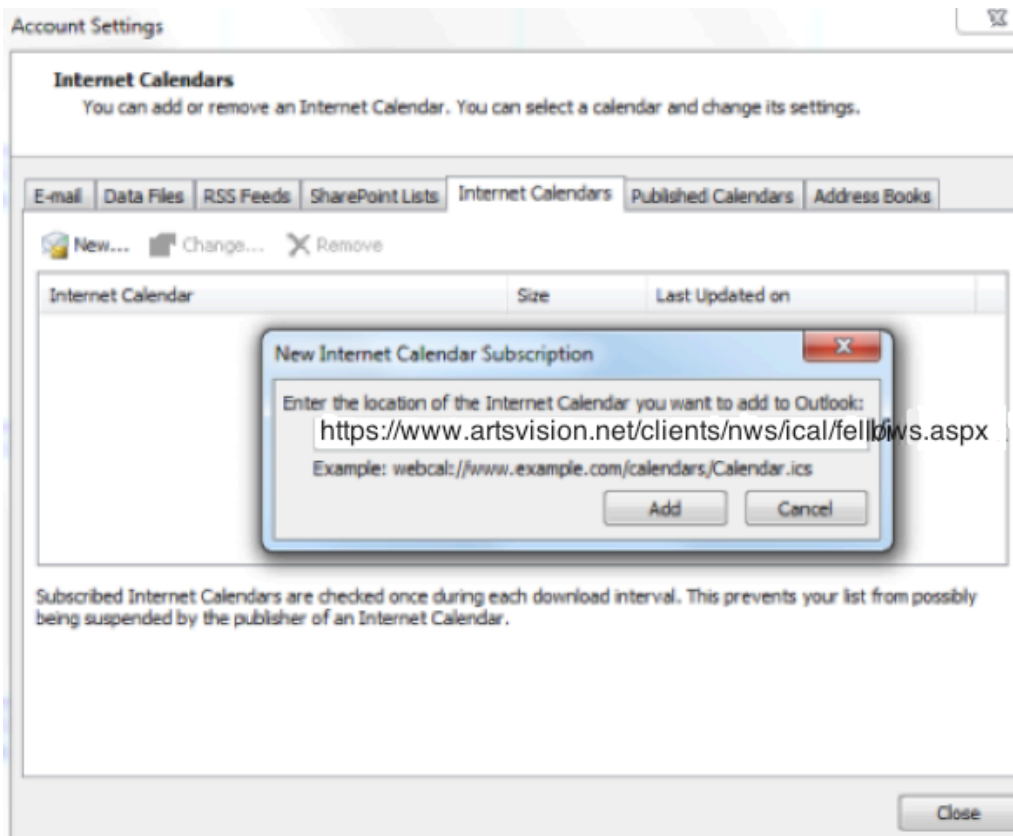 Account Settings
Internet Calendars
You can add or remove an Internet Calendar. You can select a calendar and change its settings.
E-mail Data Files RSS Feeds SharePoint Lists Internet Calendars Published Calendars Address Books
New... Change... Remove
Internet Calendar Size Last Updated on
New Internet Calendar Subscription
Enter the location of the Internet Calendar you want to add to Outlook:
https://www.artsvision.net/clients/nws/ical/fellows.aspx
Example: webcal://www.example.com/calendars/Calendar.ics
Add Cancel
Subscribed Internet Calendars are checked once during each download interval. This prevents your list from possibly
being suspended by the publisher of an Internet Calendar.
Close